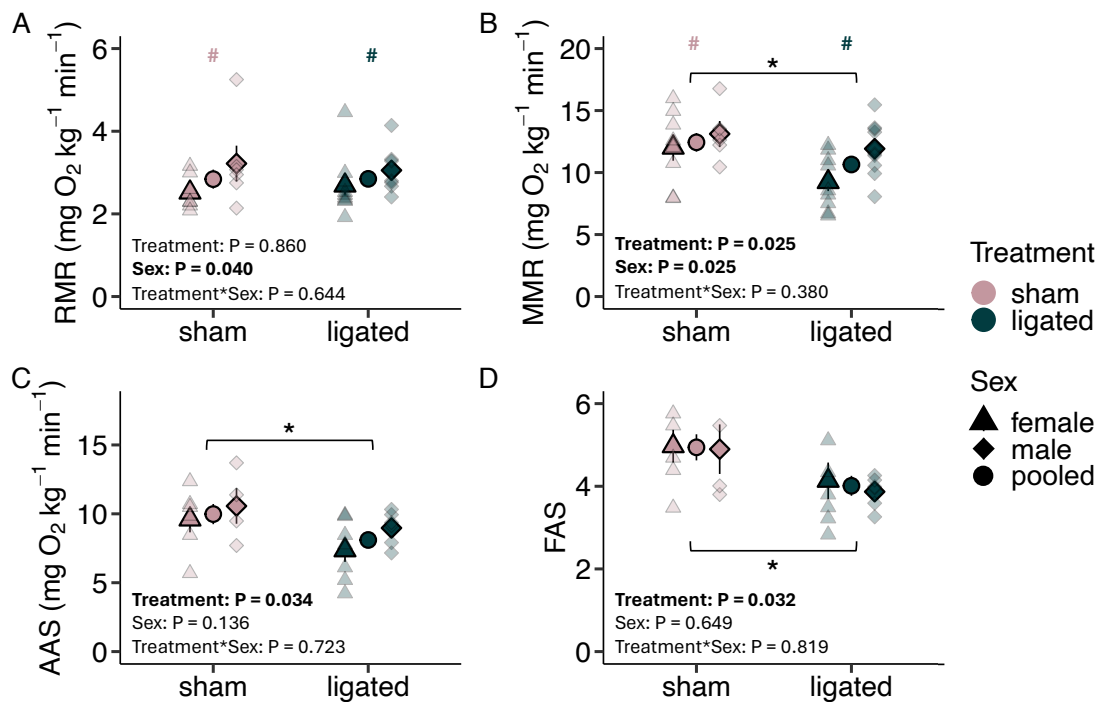 A
RMR (mg O₂ kg⁻¹ min⁻¹)
6
4
2
0
#
#
Treatment: P = 0.860
Sex: P = 0.040
Treatment*Sex: P = 0.644
sham
ligated
B
MMR (mg O₂ kg⁻¹ min⁻¹)
20
15
10
5
0
#
#
*
Treatment: P = 0.025
Sex: P = 0.025
Treatment*Sex: P = 0.380
sham
ligated
C
AAS (mg O₂ kg⁻¹ min⁻¹)
15
10
5
0
*
Treatment: P = 0.034
Sex: P = 0.136
Treatment*Sex: P = 0.723
sham
ligated
D
FAS
6
4
2
0
*
Treatment: P = 0.032
Sex: P = 0.649
Treatment*Sex: P = 0.819
sham
ligated
Treatment
sham
ligated
Sex
female
male
pooled